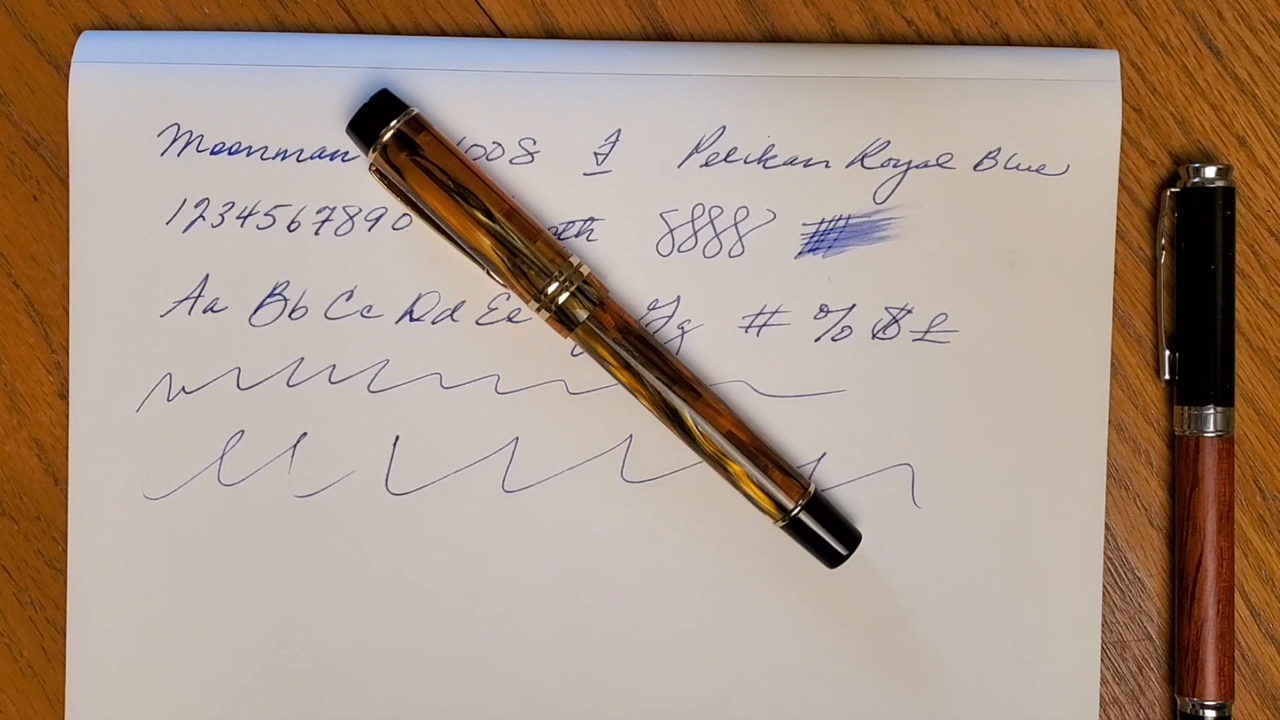 Moonman 100S F Pelikan Royal Blue
1234567890 8888
Aa Bb Cc Dd Ee Gg # % $ £